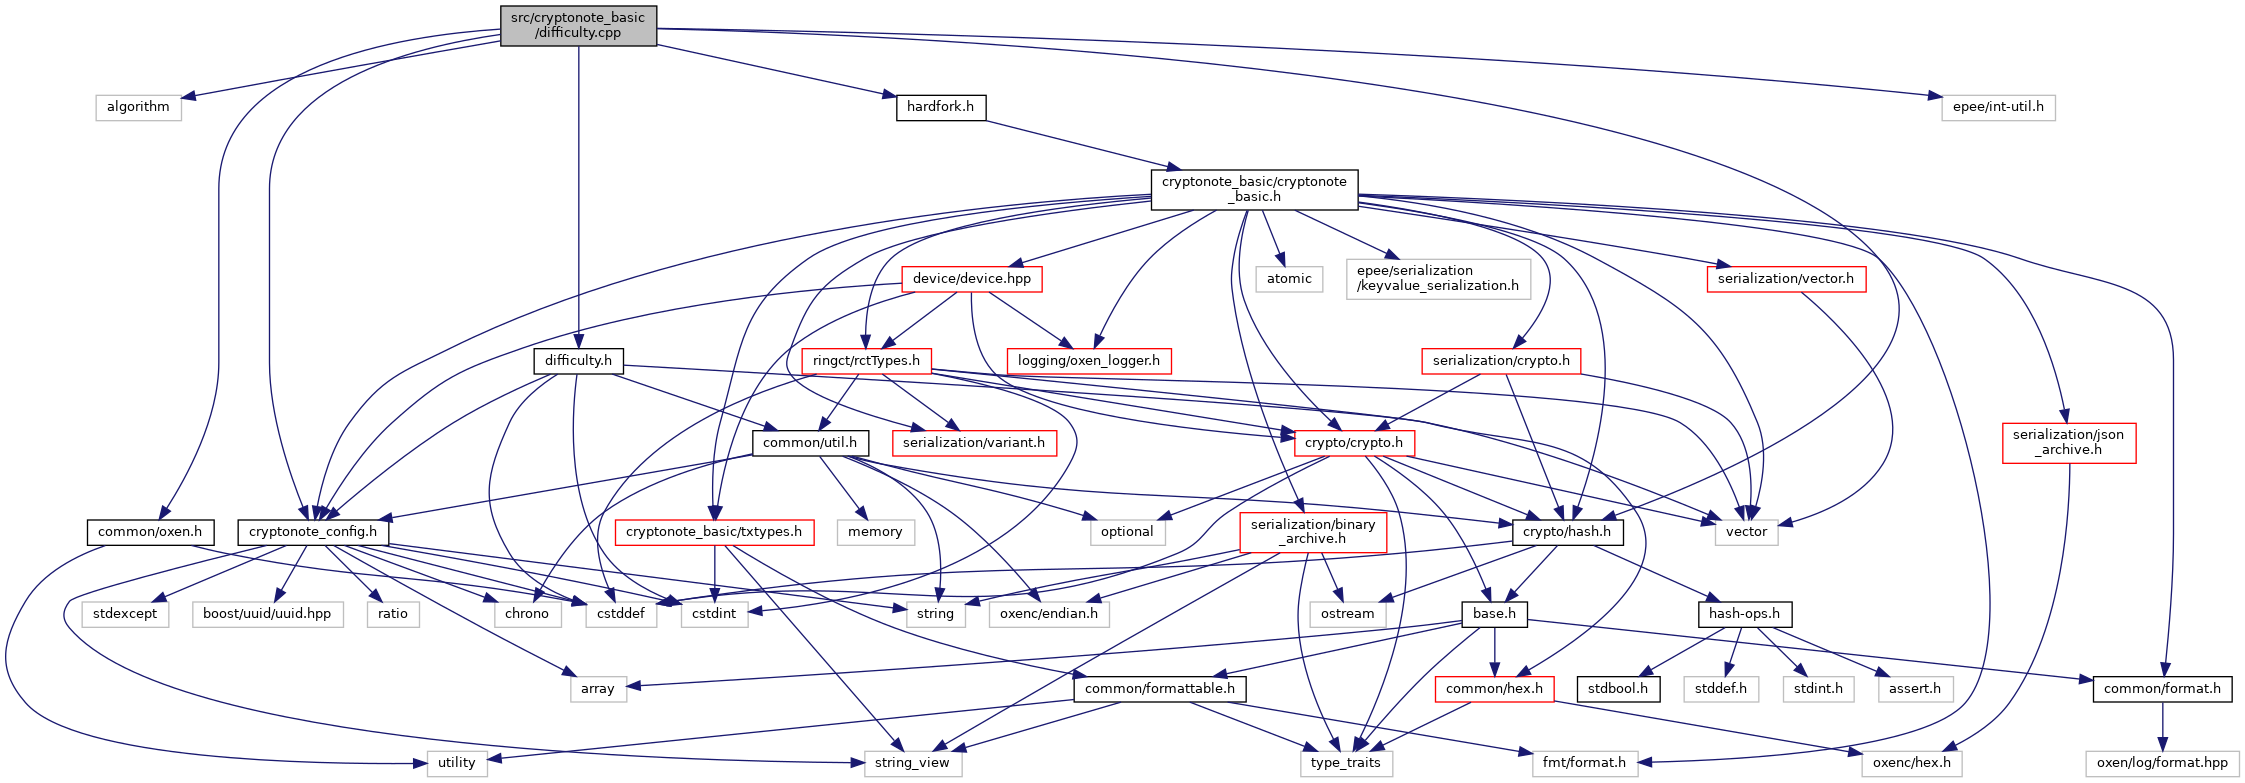 src/cryptonote_basic
/difficulty.cpp
algorithm
hardfork.h
epee/int-util.h
cryptonote_basic/cryptonote
_basic.h
device/device.hpp
atomic
epee/serialization
/keyvalue_serialization.h
serialization/vector.h
difficulty.h
ringct/rctTypes.h
logging/oxen_logger.h
serialization/crypto.h
common/util.h
serialization/variant.h
crypto/crypto.h
serialization/json
_archive.h
common/oxen.h
cryptonote_config.h
cryptonote_basic/txtypes.h
memory
optional
serialization/binary
_archive.h
crypto/hash.h
vector
stdexcept
boost/uuid/uuid.hpp
ratio
chrono
cstddef
cstdint
string
oxenc/endian.h
ostream
base.h
hash-ops.h
array
common/formattable.h
common/hex.h
stdbool.h
stddef.h
stdint.h
assert.h
common/format.h
utility
string_view
type_traits
fmt/format.h
oxenc/hex.h
oxen/log/format.hpp